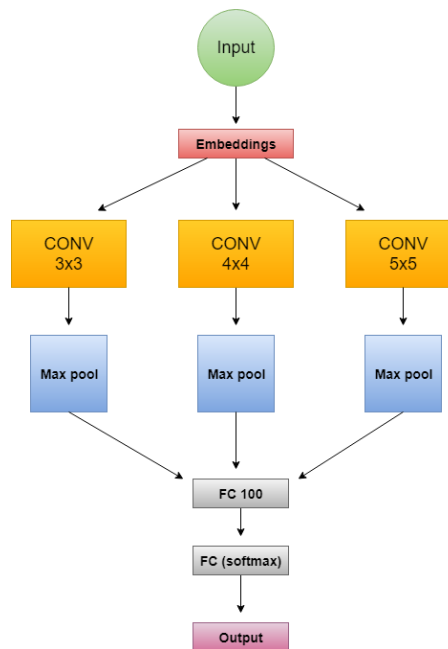 Input
Embeddings
CONV
3x3
CONV
4x4
CONV
5x5
Max pool
Max pool
Max pool
FC 100
FC (softmax)
Output